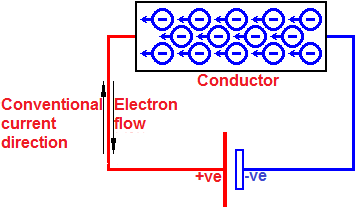 Conductor
Conventional
current
direction
Electron
flow
+ve
-ve